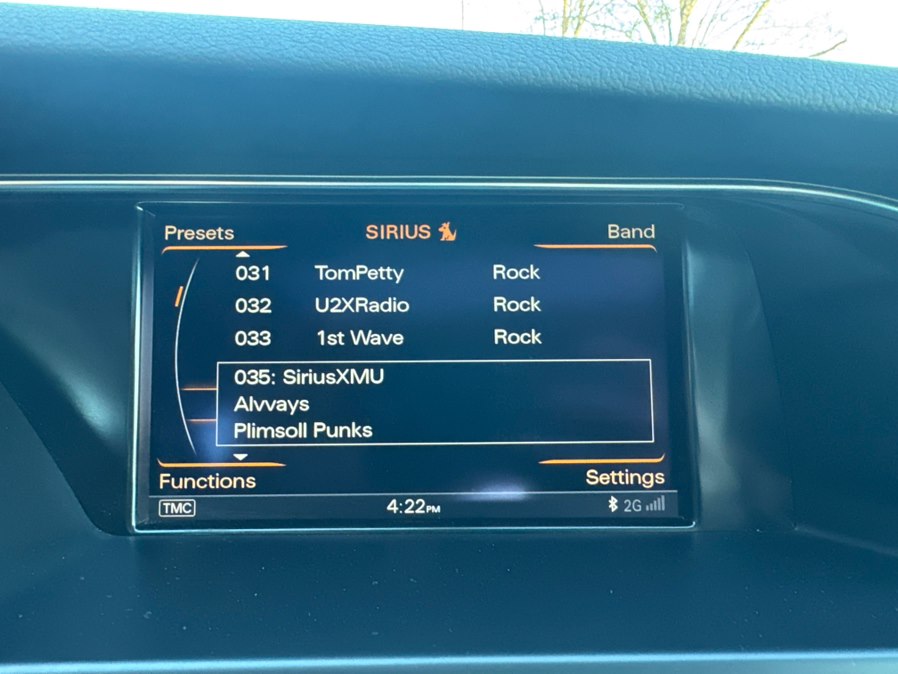 Presets SIRIUS Band
031 TomPetty Rock
032 U2XRadio Rock
033 1st Wave Rock
035: SiriusXMU
Alvvays
Plimsoll Punks
Functions Settings
TMC 4:22PM 2G